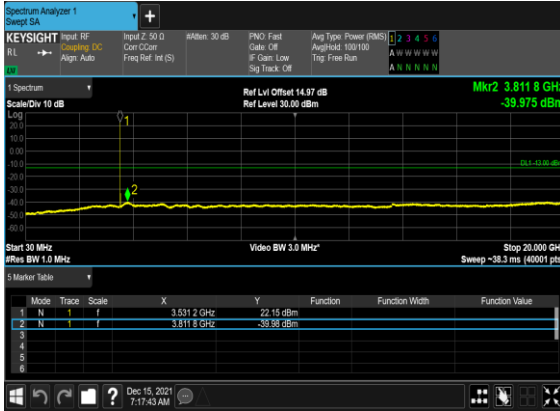 Spectrum Analyzer 1
Swept SA
+
KEYSIGHT Input: RF Input Z: 50 Ω #Atten: 30 dB PNO: Fast Avg Type: Power (RMS) 1 2 3 4 5 6
RL Coupling: DC Corr CCorr Gate: Off Avg|Hold: 100/100 A W W W W W
Align: Auto Freq Ref: Int (S) IF Gain: Low Trig: Free Run
Sig Track: Off A N N N N N
1 Spectrum Ref Lvl Offset 14.97 dB Mkr2 3.811 8 GHz
Scale/Div 10 dB Ref Level 30.00 dBm -39.975 dBm
Log
20.0
10.0
0.00
-10.0
-20.0
-30.0
-40.0
-50.0
-60.0
1
2
DL1 -13.00 dBm
Start 30 MHz Video BW 3.0 MHz* Stop 20.000 GH
#Res BW 1.0 MHz Sweep ~38.3 ms (40001 pts
5 Marker Table
Mode Trace Scale X Y Function Function Width Function Value
1 N 1 f 3.531 2 GHz 22.15 dBm
2 N 1 f 3.811 8 GHz -39.98 dBm
3
4
5
6
? Dec 15, 2021
7:17:43 AM